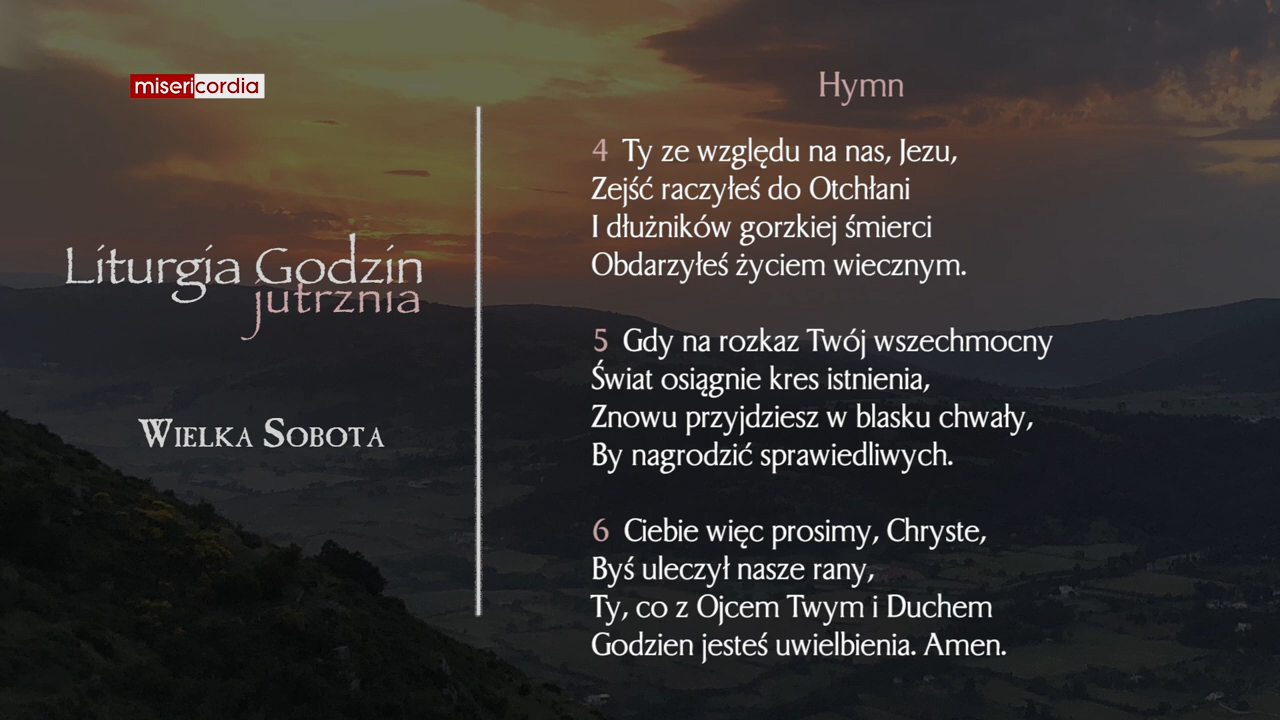 misericordia
Liturgia Godzin
jutrznia
Wielka Sobota
Hymn
4 Ty ze względu na nas, Jezu,
Zejść raczyłeś do Otchłani
I dłużników gorzkiej śmierci
Obdarzyłeś życiem wiecznym.
5 Gdy na rozkaz Twój wszechmocny
Świat osiągnie kres istnienia,
Znowu przyjdziesz w blasku chwały,
By nagrodzić sprawiedliwych.
6 Ciebie więc prosimy, Chryste,
Byś uleczył nasze rany,
Ty, co z Ojcem Twym i Duchem
Godzien jesteś uwielbienia. Amen.